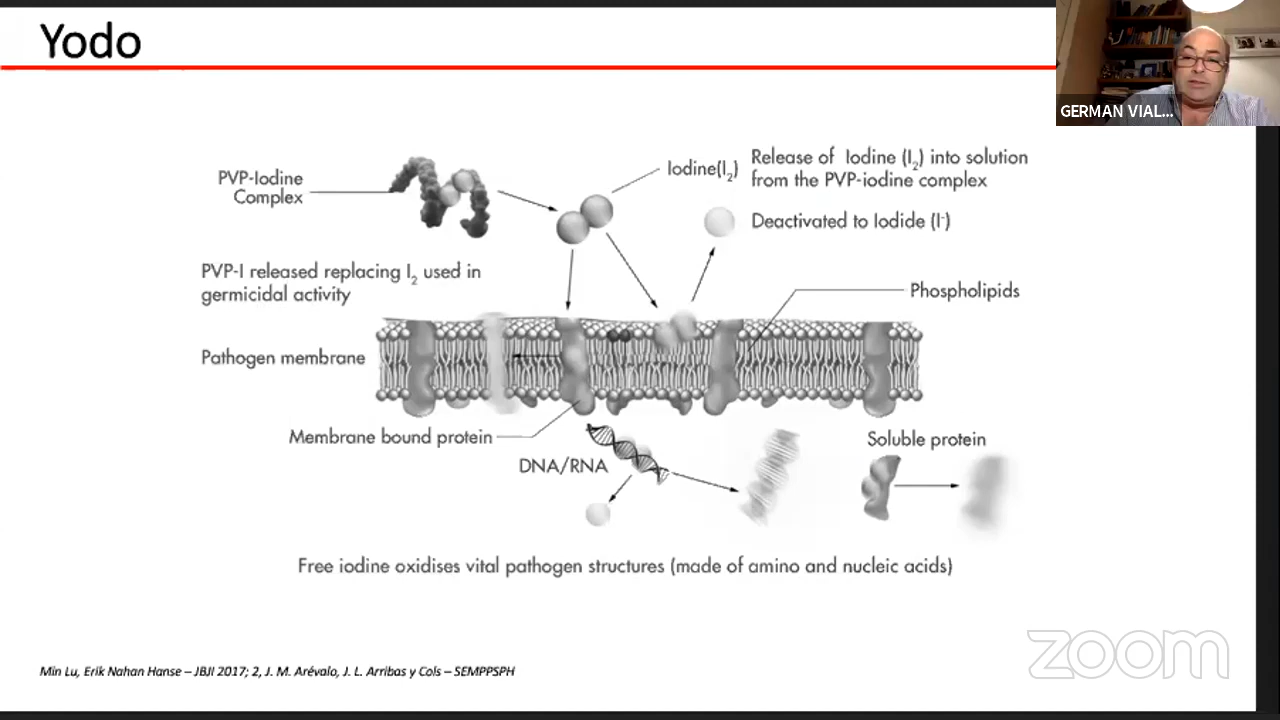 Yodo
GERMAN VIAL...
PVP-Iodine
Complex
Iodine(I₂)
Release of Iodine (I₂) into solution
from the PVP-iodine complex
Deactivated to Iodide (I⁻)
PVP-I released replacing I₂ used in
germicidal activity
Phospholipids
Pathogen membrane
Membrane bound protein
DNA/RNA
Soluble protein
Free iodine oxidises vital pathogen structures (made of amino and nucleic acids)
Min Lu, Erik Nahan Hanse – JBJI 2017; 2, J. M. Arévalo, J. L. Arribas y Cols – SEMPPSPH
zoom